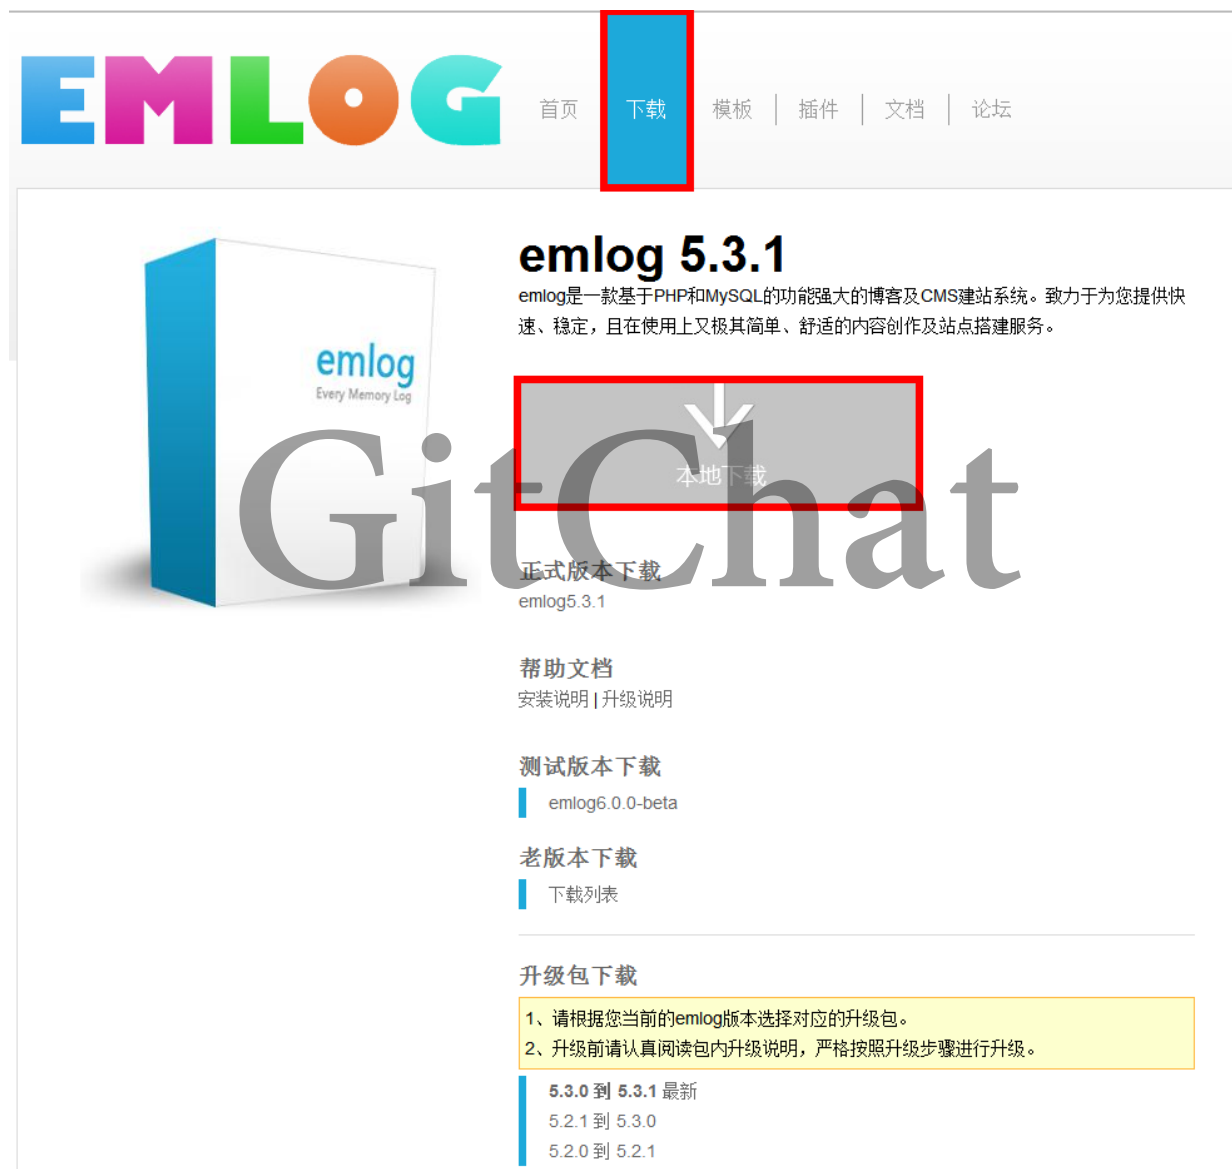 EMLOG
首页
下载
模板
插件
文档
论坛
emlog 5.3.1
emlog是一款基于PHP和MySQL的功能强大的博客及CMS建站系统。致力于为您提供快
速、稳定，且在使用上又极其简单、舒适的内容创作及站点搭建服务。
emlog
Every Memory Log
本地下载
GitChat
正式版本下载
emlog5.3.1
帮助文档
安装说明 | 升级说明
测试版本下载
emlog6.0.0-beta
老版本下载
下载列表
升级包下载
1、请根据您当前的emlog版本选择对应的升级包。
2、升级前请认真阅读包内升级说明，严格按照升级步骤进行升级。
5.3.0 到 5.3.1 最新
5.2.1 到 5.3.0
5.2.0 到 5.2.1